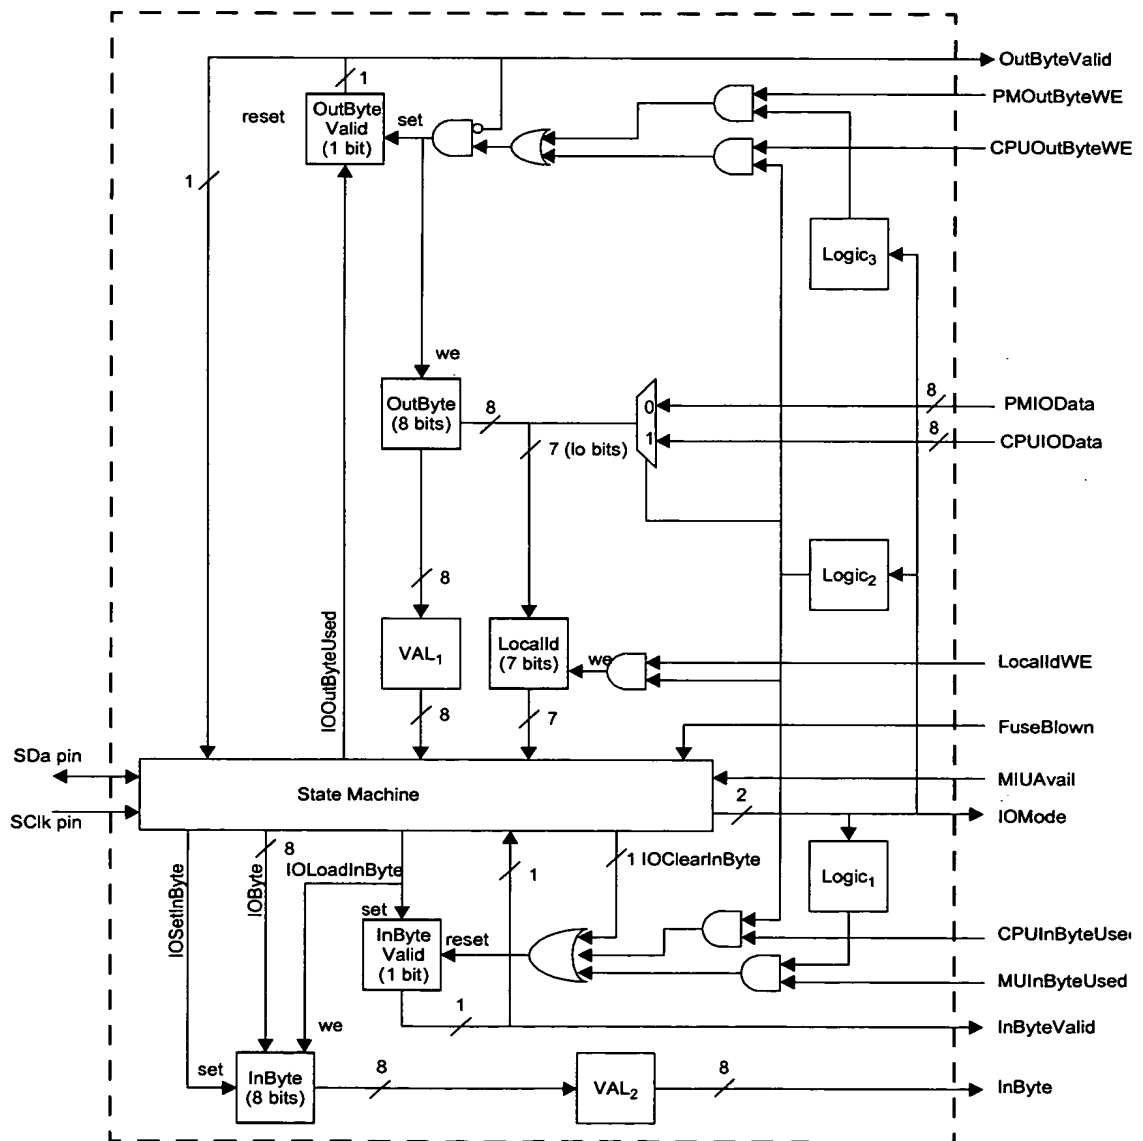 OutByteValid
1
PMOutByteWE
OutByte
Valid
(1 bit)
reset
set
CPUOutByteWE
1
Logic3
we
OutByte
(8 bits)
8
0
8
PMIOData
1
8
CPUIOData
7 (lo bits)
Logic2
8
IOOutByteUsed
VAL1
LocalId
(7 bits)
we
LocalIdWE
8
7
FuseBlown
SDa pin
MIUAvail
State Machine
2
IOMode
SClk pin
IOSetInByte
IOByte
8
IOLoadInByte
1
1 IOClearInByte
Logic1
set
InByte
Valid
(1 bit)
reset
CPUInByteUse
MUInByteUsed
1
InByteValid
we
set
InByte
(8 bits)
8
VAL2
8
InByte